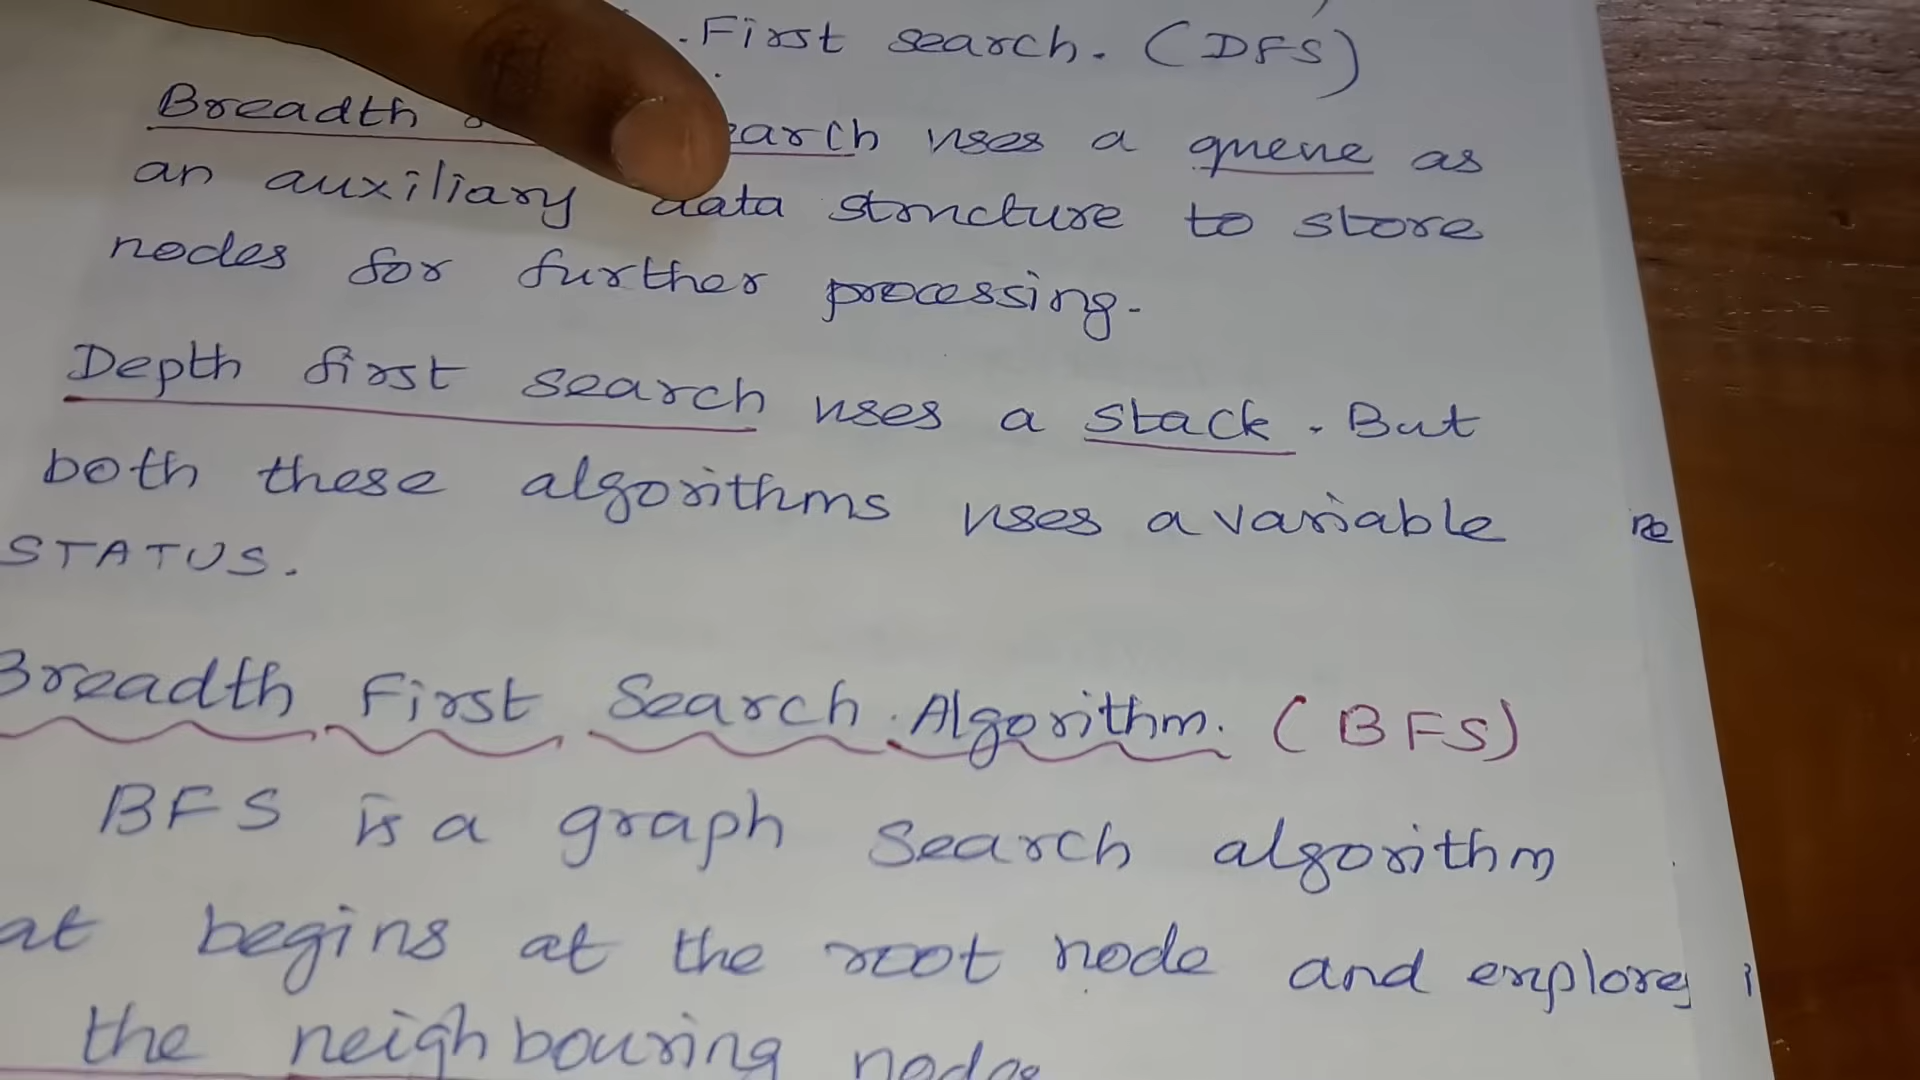 First search. (DFS)
Breadth search uses a queue as
an auxiliary data structure to store
nodes for further processing.
Depth first search uses a stack. But
both these algorithms uses a variable
STATUS.
Breadth First Search Algorithm. (BFS)
BFS is a graph search algorithm
at begins at the root node and explores
the neighbouring nodes